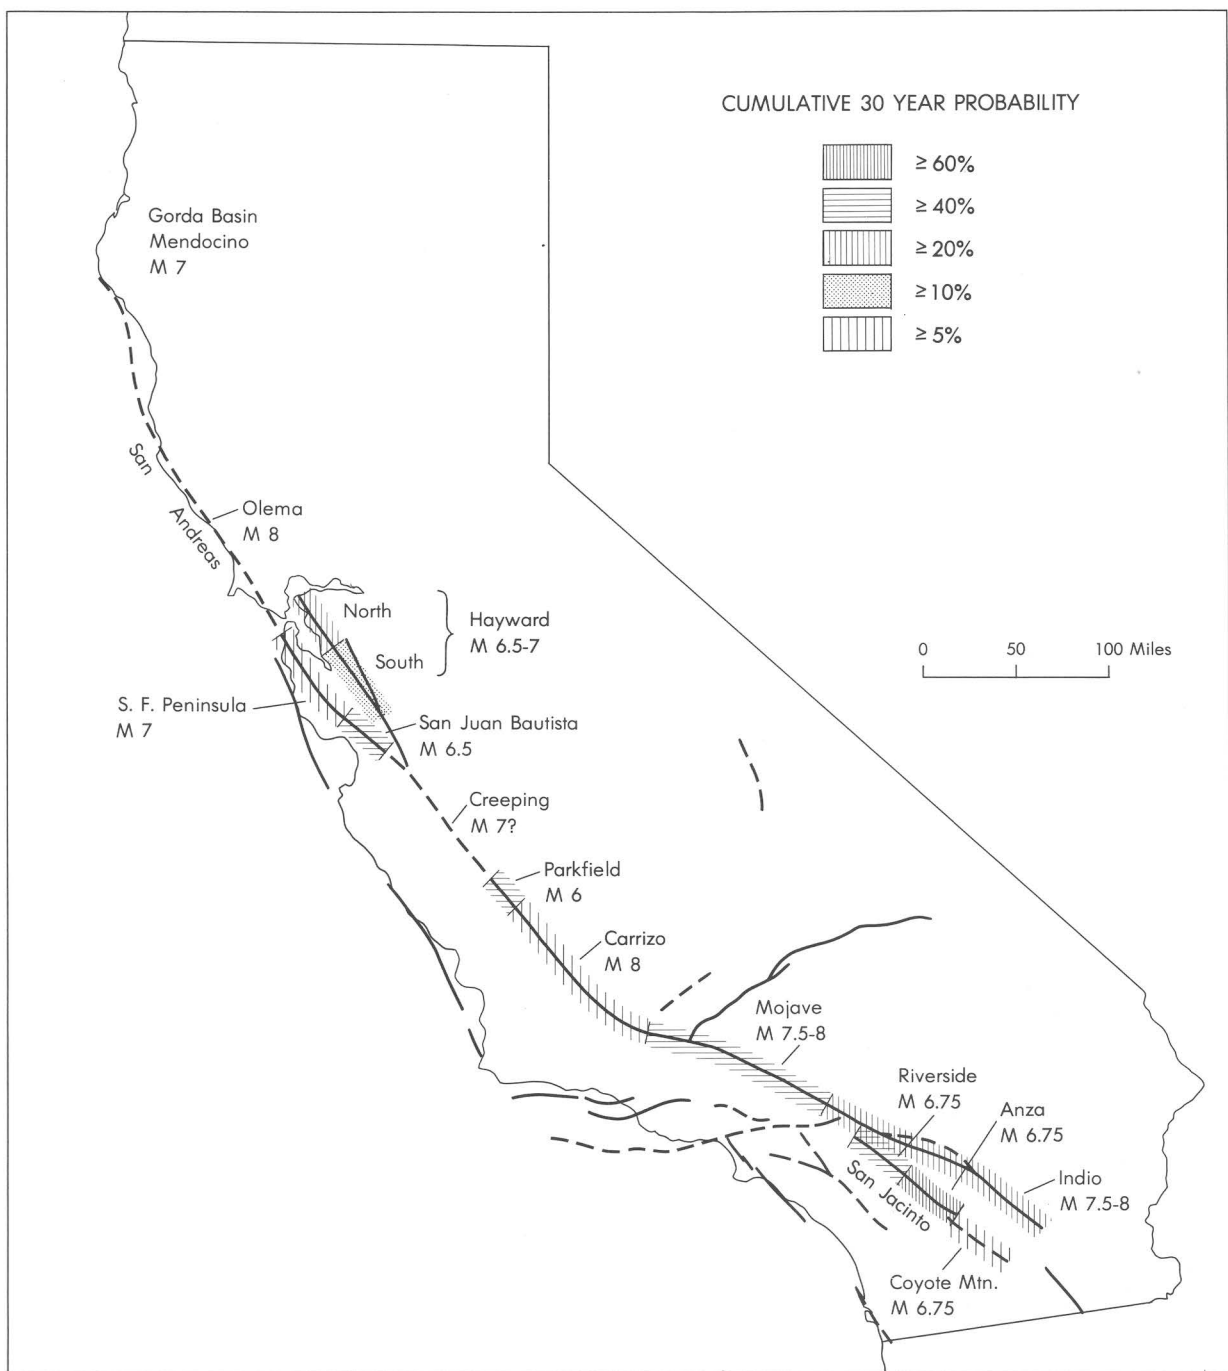 CUMULATIVE 30 YEAR PROBABILITY
≥ 60%
≥ 40%
≥ 20%
≥ 10%
≥ 5%
Gorda Basin
Mendocino
M 7
San
Andreas
Olema
M 8
North
South
Hayward
M 6.5-7
0 50 100 Miles
S. F. Peninsula
M 7
San Juan Bautista
M 6.5
Creeping
M 7?
Parkfield
M 6
Carrizo
M 8
Mojave
M 7.5-8
Riverside
M 6.75
Anza
M 6.75
Indio
M 7.5-8
San Jacinto
Coyote Mtn.
M 6.75